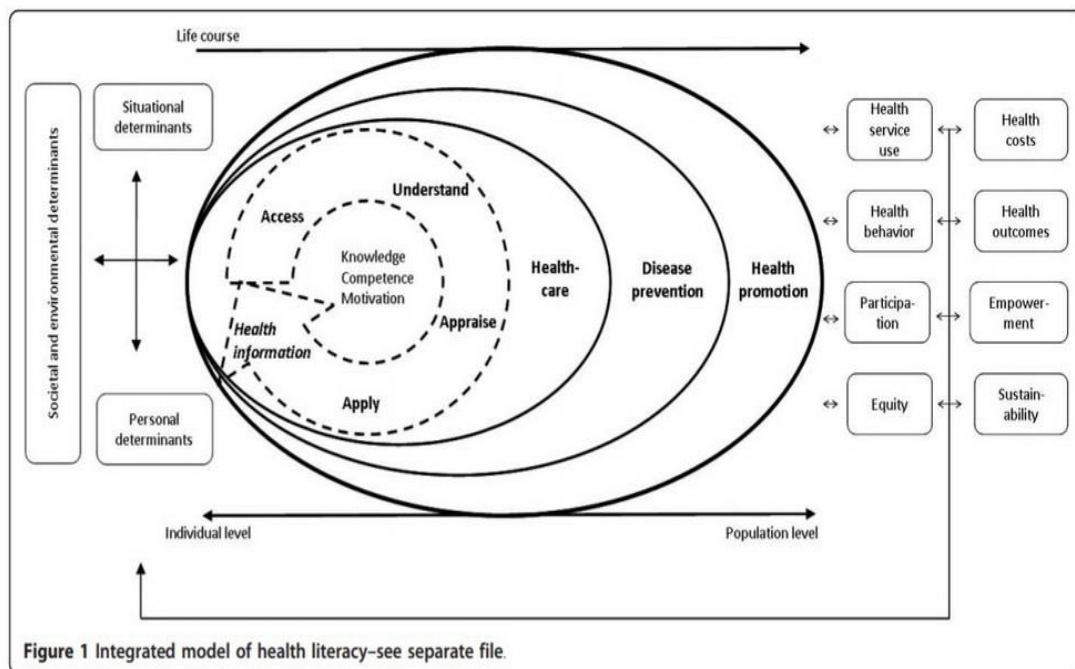 Life course
Societal and environmental determinants
Situational
determinants
Personal
determinants
Access
Understand
Knowledge
Competence
Motivation
Appraise
Health
information
Apply
Health-
care
Disease
prevention
Health
promotion
Health
service
use
Health
costs
Health
behavior
Health
outcomes
Participa-
tion
Empower-
ment
Equity
Sustain-
ability
Individual level
Population level
Figure 1 Integrated model of health literacy–see separate file.